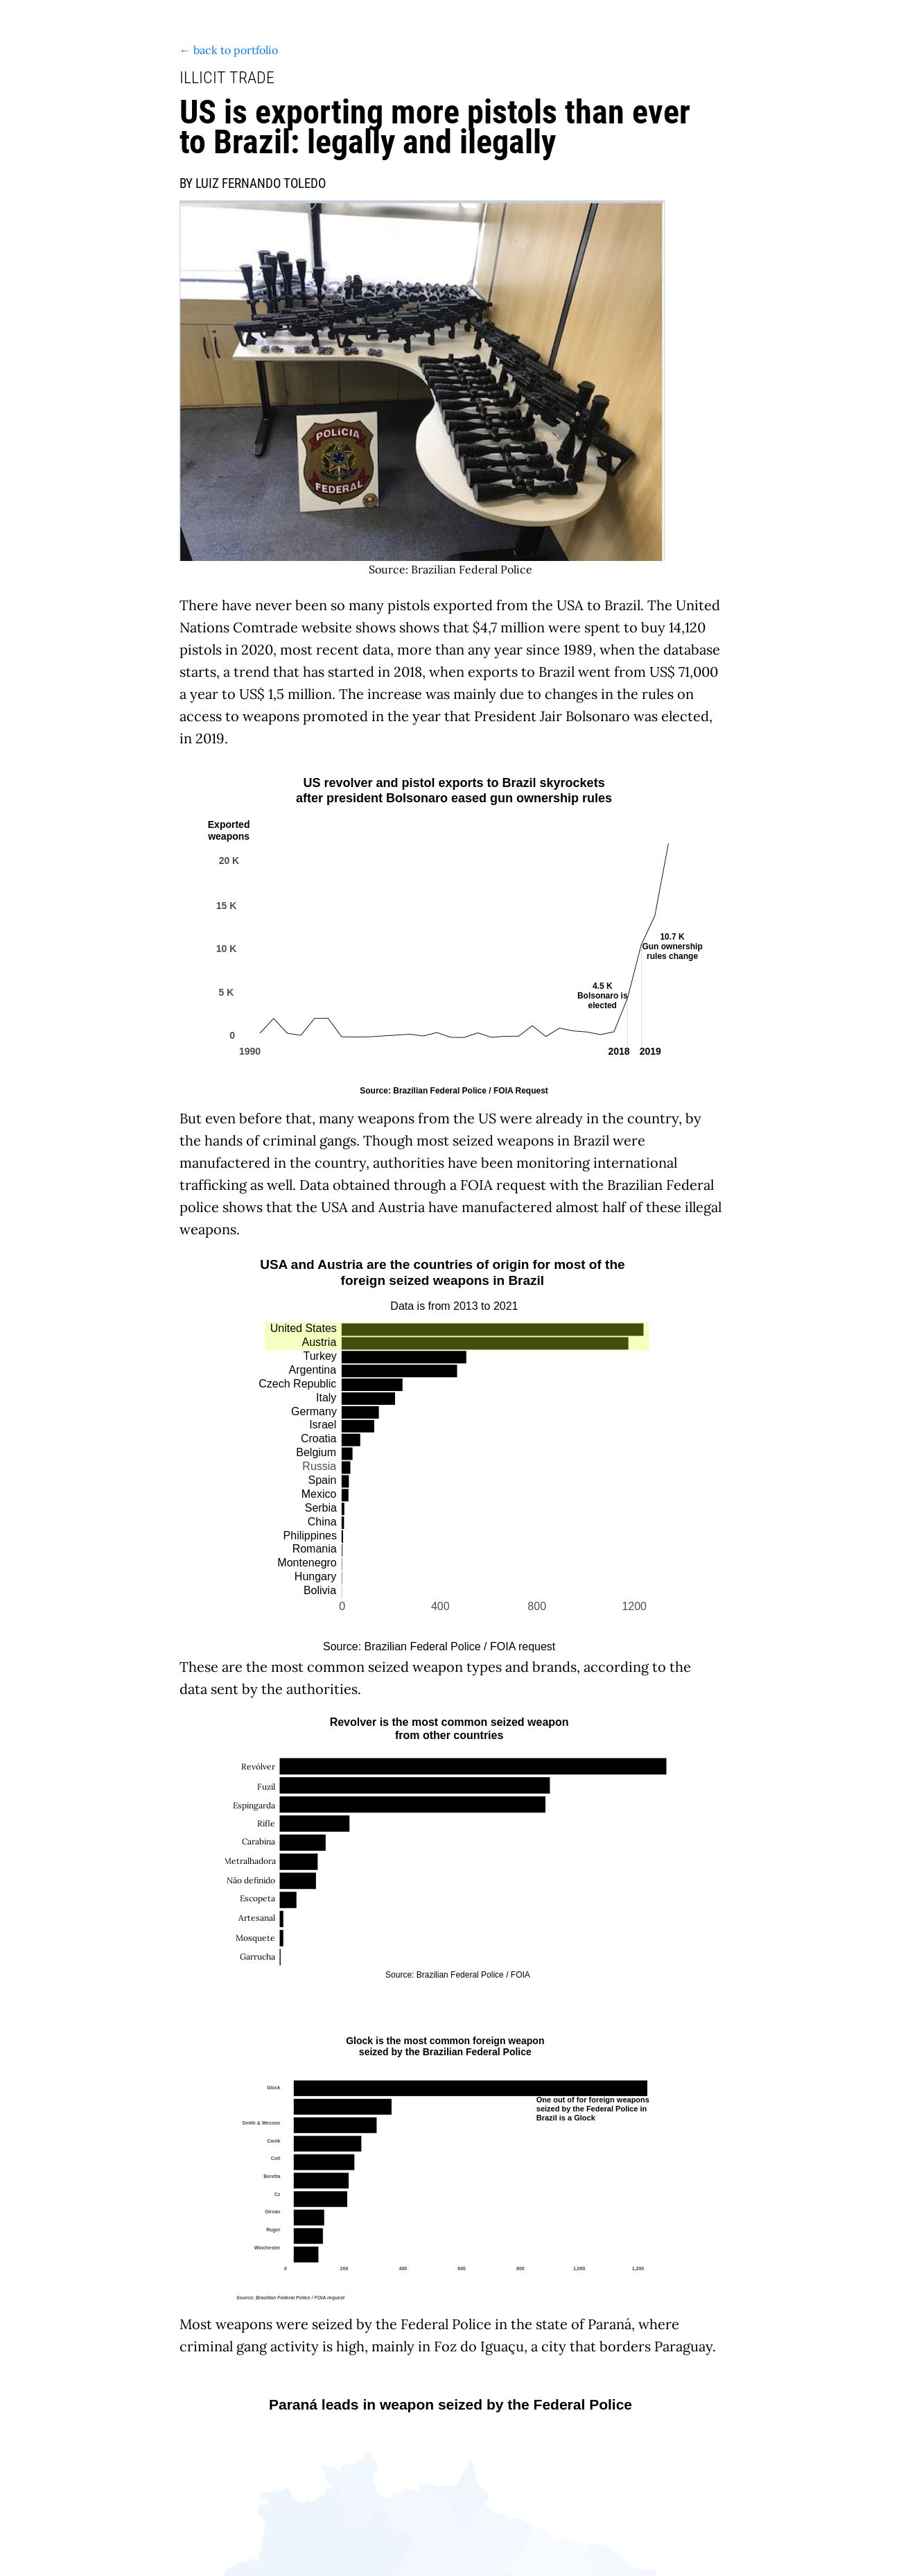 ← back to portfolio
ILLICIT TRADE
US is exporting more pistols than ever
to Brazil: legally and ilegally
BY LUIZ FERNANDO TOLEDO
POLÍCIA
FEDERAL
Source: Brazilian Federal Police
There have never been so many pistols exported from the USA to Brazil. The United
Nations Comtrade website shows shows that $4,7 million were spent to buy 14,120
pistols in 2020, most recent data, more than any year since 1989, when the database
starts, a trend that has started in 2018, when exports to Brazil went from US$ 71,000
a year to US$ 1,5 million. The increase was mainly due to changes in the rules on
access to weapons promoted in the year that President Jair Bolsonaro was elected,
in 2019.
US revolver and pistol exports to Brazil skyrockets
after president Bolsonaro eased gun ownership rules
Exported
weapons
20 K
15 K
10 K
5 K
0
10.7 K
Gun ownership
rules change
4.5 K
Bolsonaro is
elected
1990
2018
2019
Source: Brazilian Federal Police / FOIA Request
But even before that, many weapons from the US were already in the country, by
the hands of criminal gangs. Though most seized weapons in Brazil were
manufactered in the country, authorities have been monitoring international
trafficking as well. Data obtained through a FOIA request with the Brazilian Federal
police shows that the USA and Austria have manufactered almost half of these illegal
weapons.
USA and Austria are the countries of origin for most of the
foreign seized weapons in Brazil
Data is from 2013 to 2021
United States
Austria
Turkey
Argentina
Czech Republic
Italy
Germany
Israel
Croatia
Belgium
Russia
Spain
Mexico
Serbia
China
Philippines
Romania
Montenegro
Hungary
Bolivia
0 400 800 1200
Source: Brazilian Federal Police / FOIA request
These are the most common seized weapon types and brands, according to the
data sent by the authorities.
Revolver is the most common seized weapon
from other countries
Revólver
Fuzil
Espingarda
Rifle
Carabina
Metralhadora
Não definido
Escopeta
Artesanal
Mosquete
Garrucha
Source: Brazilian Federal Police / FOIA
Glock is the most common foreign weapon
seized by the Brazilian Federal Police
Glock
One out of for foreign weapons
seized by the Federal Police in
Brazil is a Glock
Smith & Wesson
Canik
Colt
Beretta
Cz
Girsan
Ruger
Winchester
0 200 400 600 800 1,000 1,200
Source: Brazilian Federal Police / FOIA request
Most weapons were seized by the Federal Police in the state of Paraná, where
criminal gang activity is high, mainly in Foz do Iguaçu, a city that borders Paraguay.
Paraná leads in weapon seized by the Federal Police